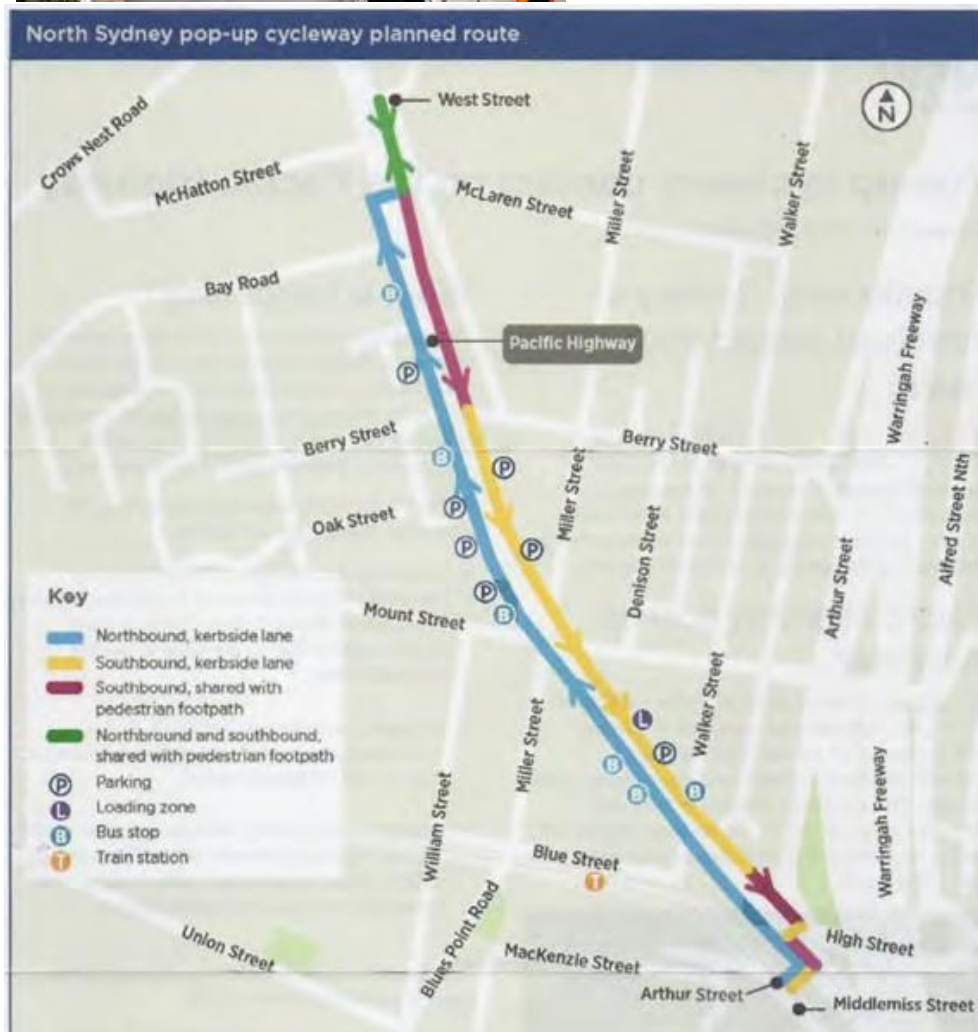 North Sydney pop-up cycleway planned route
West Street
N
Crows Nest Road
McHatton Street
McLaren Street
Miller Street
Walker Street
Bay Road
B
Pacific Highway
Warringah Freeway
P
Berry Street
Berry Street
B
P
Miller Street
Alfred Street Nth
Oak Street
P
P
P
Denison Street
Arthur Street
Key
Northbound, kerbside lane
Southbound, kerbside lane
Southbound, shared with
pedestrian footpath
Northbround and southbound,
shared with pedestrian footpath
P Parking
L Loading zone
B Bus stop
T Train station
P
B
Mount Street
Walker Street
L
P
B
B
B
Miller Street
William Street
Warringah Freeway
Blue Street
T
Union Street
Blues Point Road
MacKenzie Street
High Street
Arthur Street
Middlemiss Street